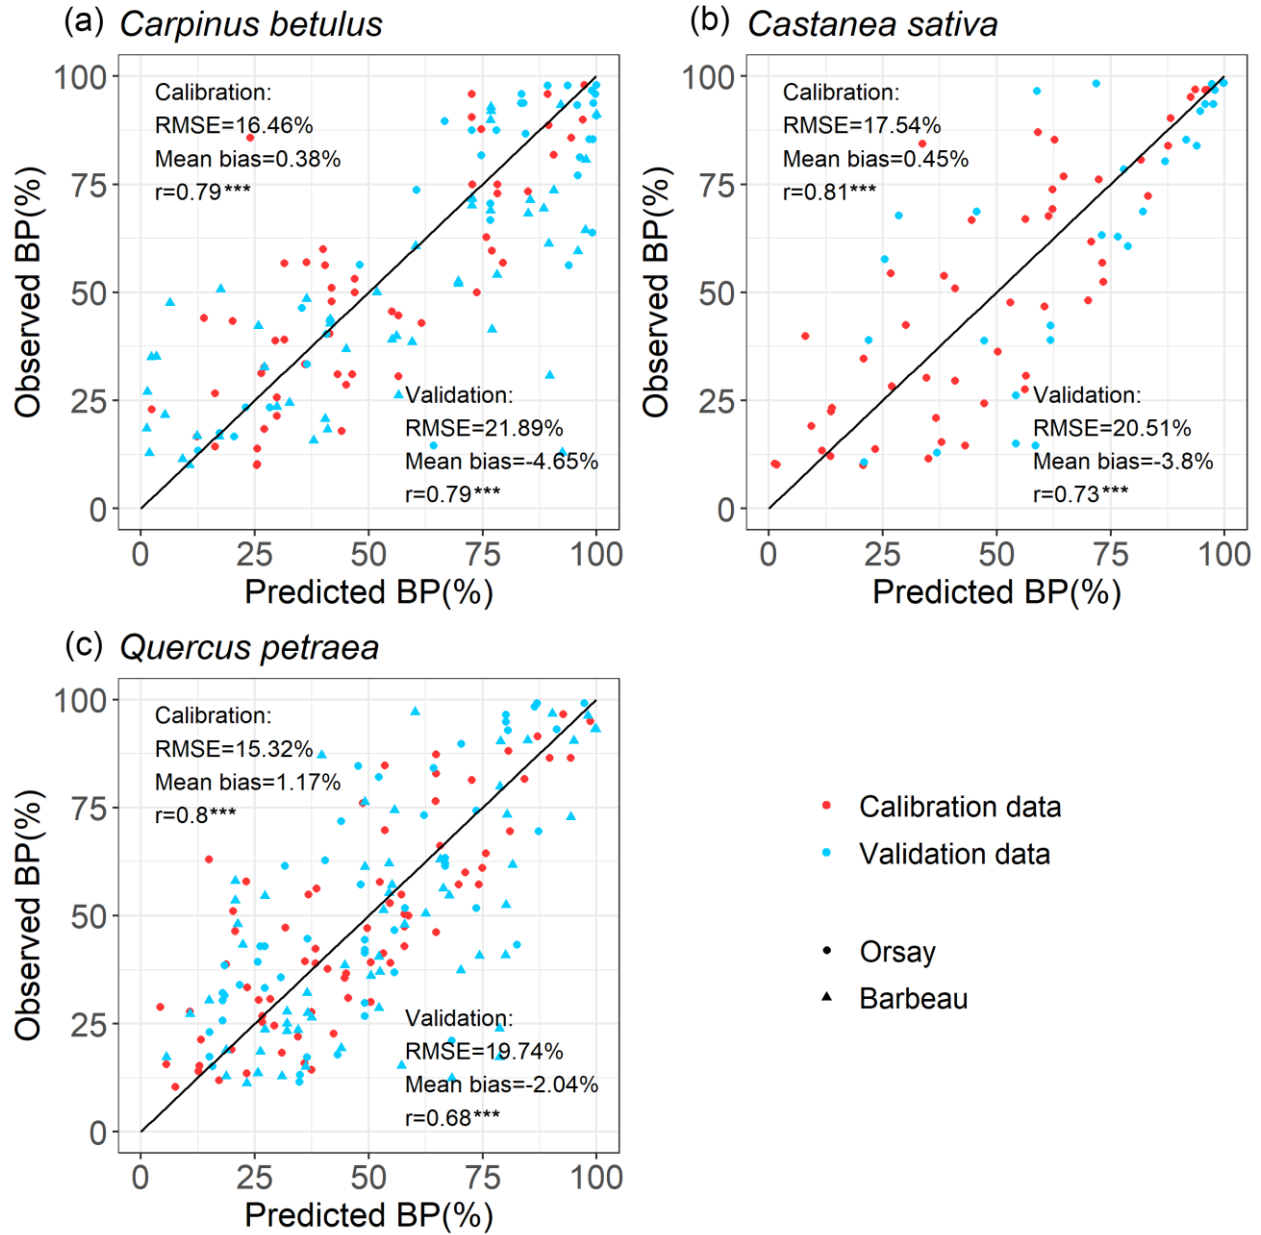 (a) Carpinus betulus
Observed BP(%)
100
75
50
25
0
Calibration:
RMSE=16.46%
Mean bias=0.38%
r=0.79***
Validation:
RMSE=21.89%
Mean bias=-4.65%
r=0.79***
0 25 50 75 100
Predicted BP(%)
(b) Castanea sativa
Observed BP(%)
100
75
50
25
0
Calibration:
RMSE=17.54%
Mean bias=0.45%
r=0.81***
Validation:
RMSE=20.51%
Mean bias=-3.8%
r=0.73***
0 25 50 75 100
Predicted BP(%)
(c) Quercus petraea
Observed BP(%)
100
75
50
25
0
Calibration:
RMSE=15.32%
Mean bias=1.17%
r=0.8***
Validation:
RMSE=19.74%
Mean bias=-2.04%
r=0.68***
0 25 50 75 100
Predicted BP(%)
Calibration data
Validation data
Orsay
Barbeau